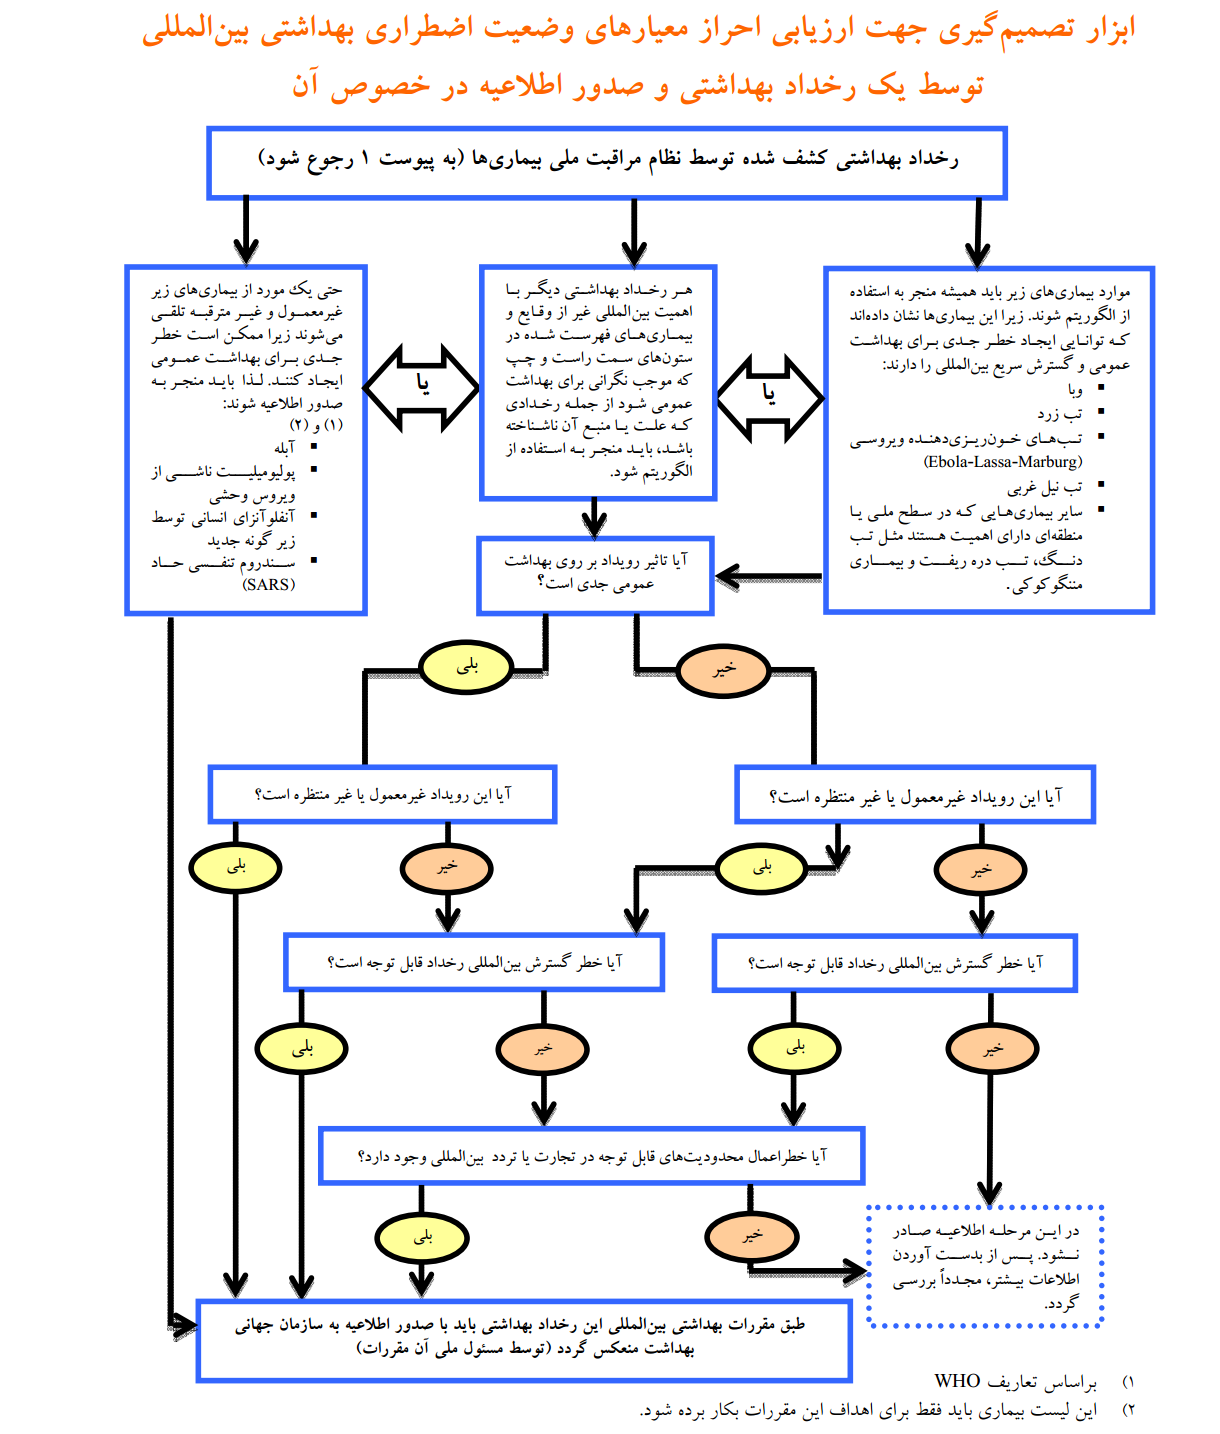 ابزار تصمیم‌گیری جهت ارزیابی احراز معیارهای وضعیت اضطراری بهداشتی بین‌المللی
توسط یک رخداد بهداشتی و صدور اطلاعیه در خصوص آن
رخداد بهداشتی کشف شده توسط نظام مراقبت ملی بیماری‌ها (به پیوست ۱ رجوع شود)
موارد بیماری‌های زیر باید همیشه منجر به استفاده
از الگوریتم شوند. زیرا این بیماری‌ها نشان داده‌اند
که توانایی ایجاد خطر جدی برای بهداشت
عمومی و گسترش سریع بین‌المللی را دارند:
▪ وبا
▪ تب زرد
▪ تب‌های خون‌ریزی‌دهنده ویروسی
(Ebola-Lassa-Marburg)
▪ تب نیل غربی
▪ سایر بیماری‌هایی که در سطح ملی یا
منطقه‌ای دارای اهمیت هستند مثل تب
دنگ، تب دره ریفت و بیماری
مننگوکوکی.
یا
هر رخداد بهداشتی دیگر با
اهمیت بین‌المللی غیر از وقایع و
بیماری‌های فهرست شده در
ستون‌های سمت راست و چپ
که موجب نگرانی برای بهداشت
عمومی شود از جمله رخدادی
که علت یا منبع آن ناشناخته
باشد، باید منجر به استفاده از
الگوریتم شود.
یا
حتی یک مورد از بیماری‌های زیر
غیرمعمول و غیر مترقبه تلقی
می‌شوند زیرا ممکن است خطر
جدی برای بهداشت عمومی
ایجاد کنند. لذا باید منجر به
صدور اطلاعیه شوند:
(۱) و (۲)
▪ آبله
▪ پولیومیلیت ناشی از
ویروس وحشی
▪ آنفلوآنزای انسانی توسط
زیر گونه جدید
▪ سندروم تنفسی حاد
(SARS)
آیا تاثیر رویداد بر روی بهداشت
عمومی جدی است؟
خیر
بلی
آیا این رویداد غیرمعمول یا غیر منتظره است؟
آیا این رویداد غیرمعمول یا غیر منتظره است؟
خیر
بلی
خیر
بلی
آیا خطر گسترش بین‌المللی رخداد قابل توجه است؟
آیا خطر گسترش بین‌المللی رخداد قابل توجه است؟
خیر
بلی
خیر
بلی
آیا خطراعمال محدودیت‌های قابل توجه در تجارت یا تردد بین‌المللی وجود دارد؟
خیر
بلی
در این مرحله اطلاعیه صادر
نشود. پس از بدست آوردن
اطلاعات بیشتر، مجدداً بررسی
گردد.
طبق مقررات بهداشتی بین‌المللی این رخداد بهداشتی باید با صدور اطلاعیه به سازمان جهانی
بهداشت منعکس گردد (توسط مسئول ملی آن مقررات)
۱) براساس تعاریف WHO
۲) این لیست بیماری باید فقط برای اهداف این مقررات بکار برده شود.